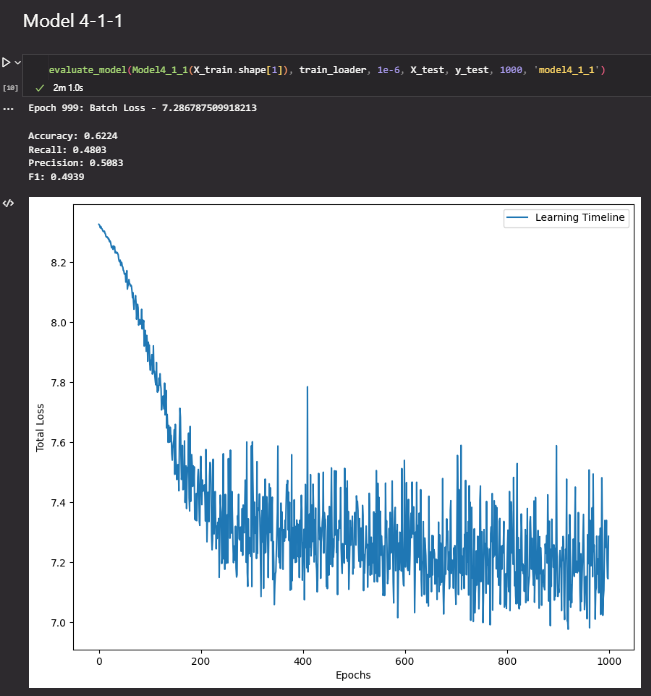 Model 4-1-1
evaluate_model(Model4_1_1(X_train.shape[1]), train_loader, 1e-6, X_test, y_test, 1000, 'model4_1_1')
[10]
2m 1.0s
Epoch 999: Batch Loss - 7.286787509918213
Accuracy: 0.6224
Recall: 0.4803
Precision: 0.5083
F1: 0.4939
Learning Timeline
8.2
8.0
7.8
7.6
7.4
7.2
7.0
Total Loss
0 200 400 600 800 1000
Epochs